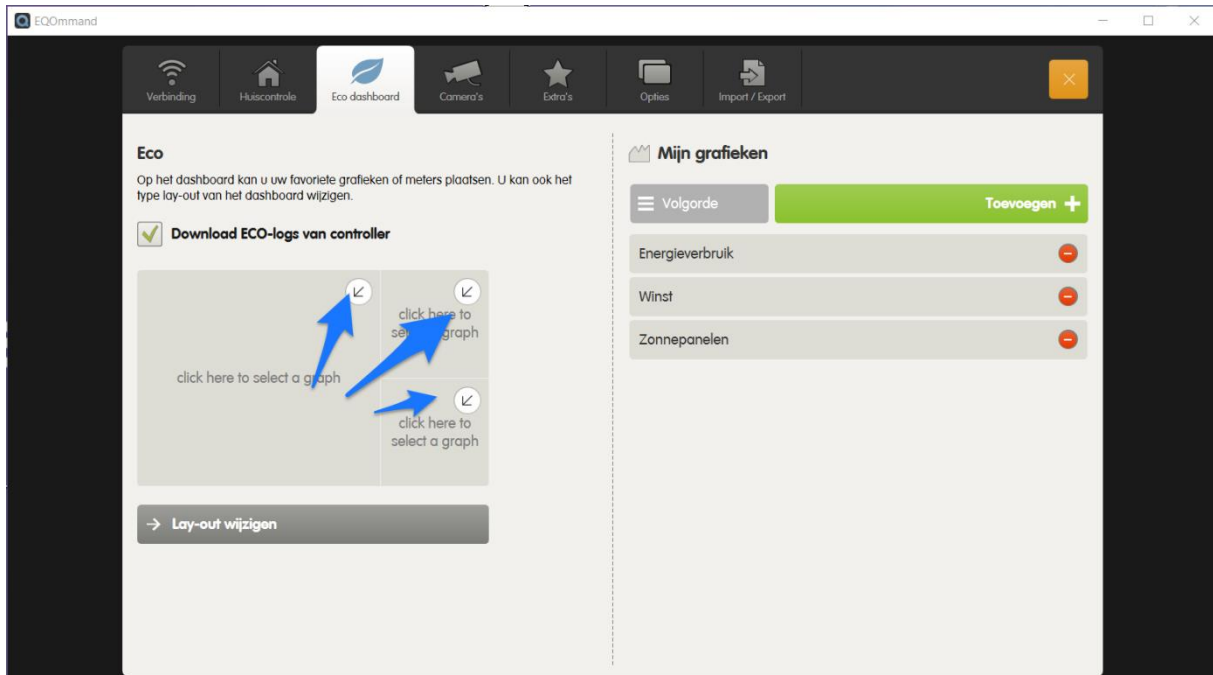 EQOmmand
Verbinding
Huiscontrole
Eco dashboard
Camera's
Extra's
Opties
Import / Export
Eco
Op het dashboard kan u uw favoriete grafieken of meters plaatsen. U kan ook het
type lay-out van het dashboard wijzigen.
Download ECO-logs van controller
click here to select a graph
click here to
select a graph
click here to
select a graph
Lay-out wijzigen
Mijn grafieken
Volgorde
Toevoegen
Energieverbruik
Winst
Zonnepanelen